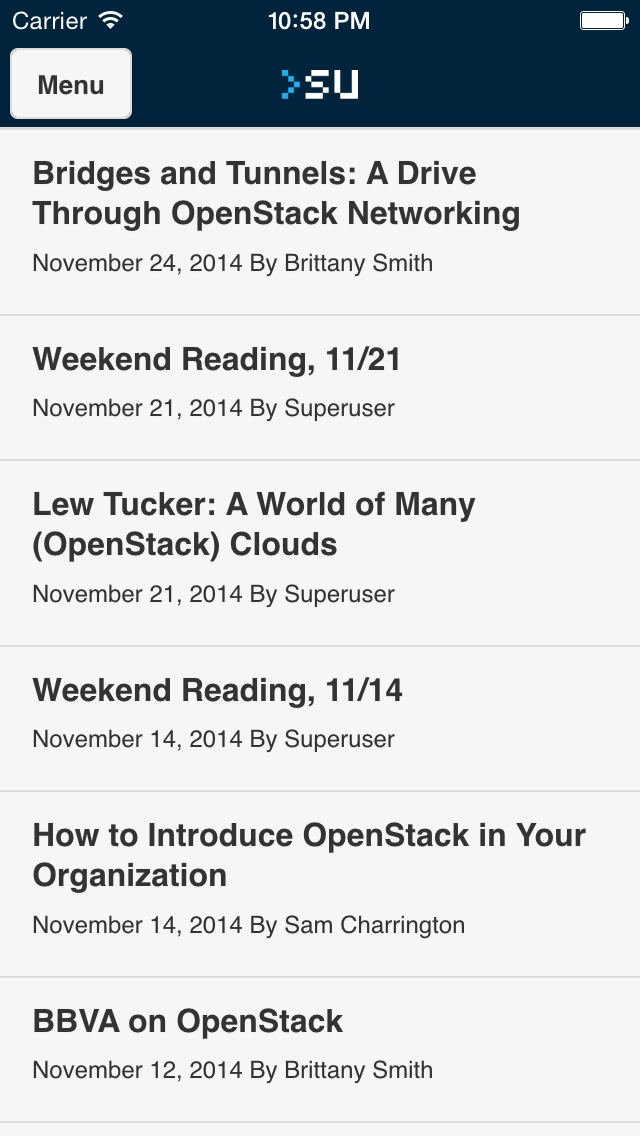 Carrier 10:58 PM
Menu >SU
Bridges and Tunnels: A Drive
Through OpenStack Networking
November 24, 2014 By Brittany Smith
Weekend Reading, 11/21
November 21, 2014 By Superuser
Lew Tucker: A World of Many
(OpenStack) Clouds
November 21, 2014 By Superuser
Weekend Reading, 11/14
November 14, 2014 By Superuser
How to Introduce OpenStack in Your
Organization
November 14, 2014 By Sam Charrington
BBVA on OpenStack
November 12, 2014 By Brittany Smith